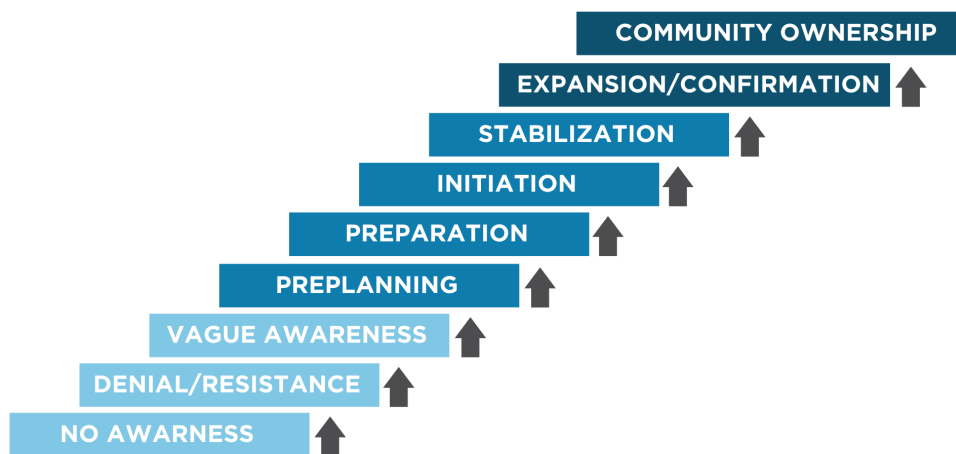 COMMUNITY OWNERSHIP
EXPANSION/CONFIRMATION
STABILIZATION
INITIATION
PREPARATION
PREPLANNING
VAGUE AWARENESS
DENIAL/RESISTANCE
NO AWARNESS